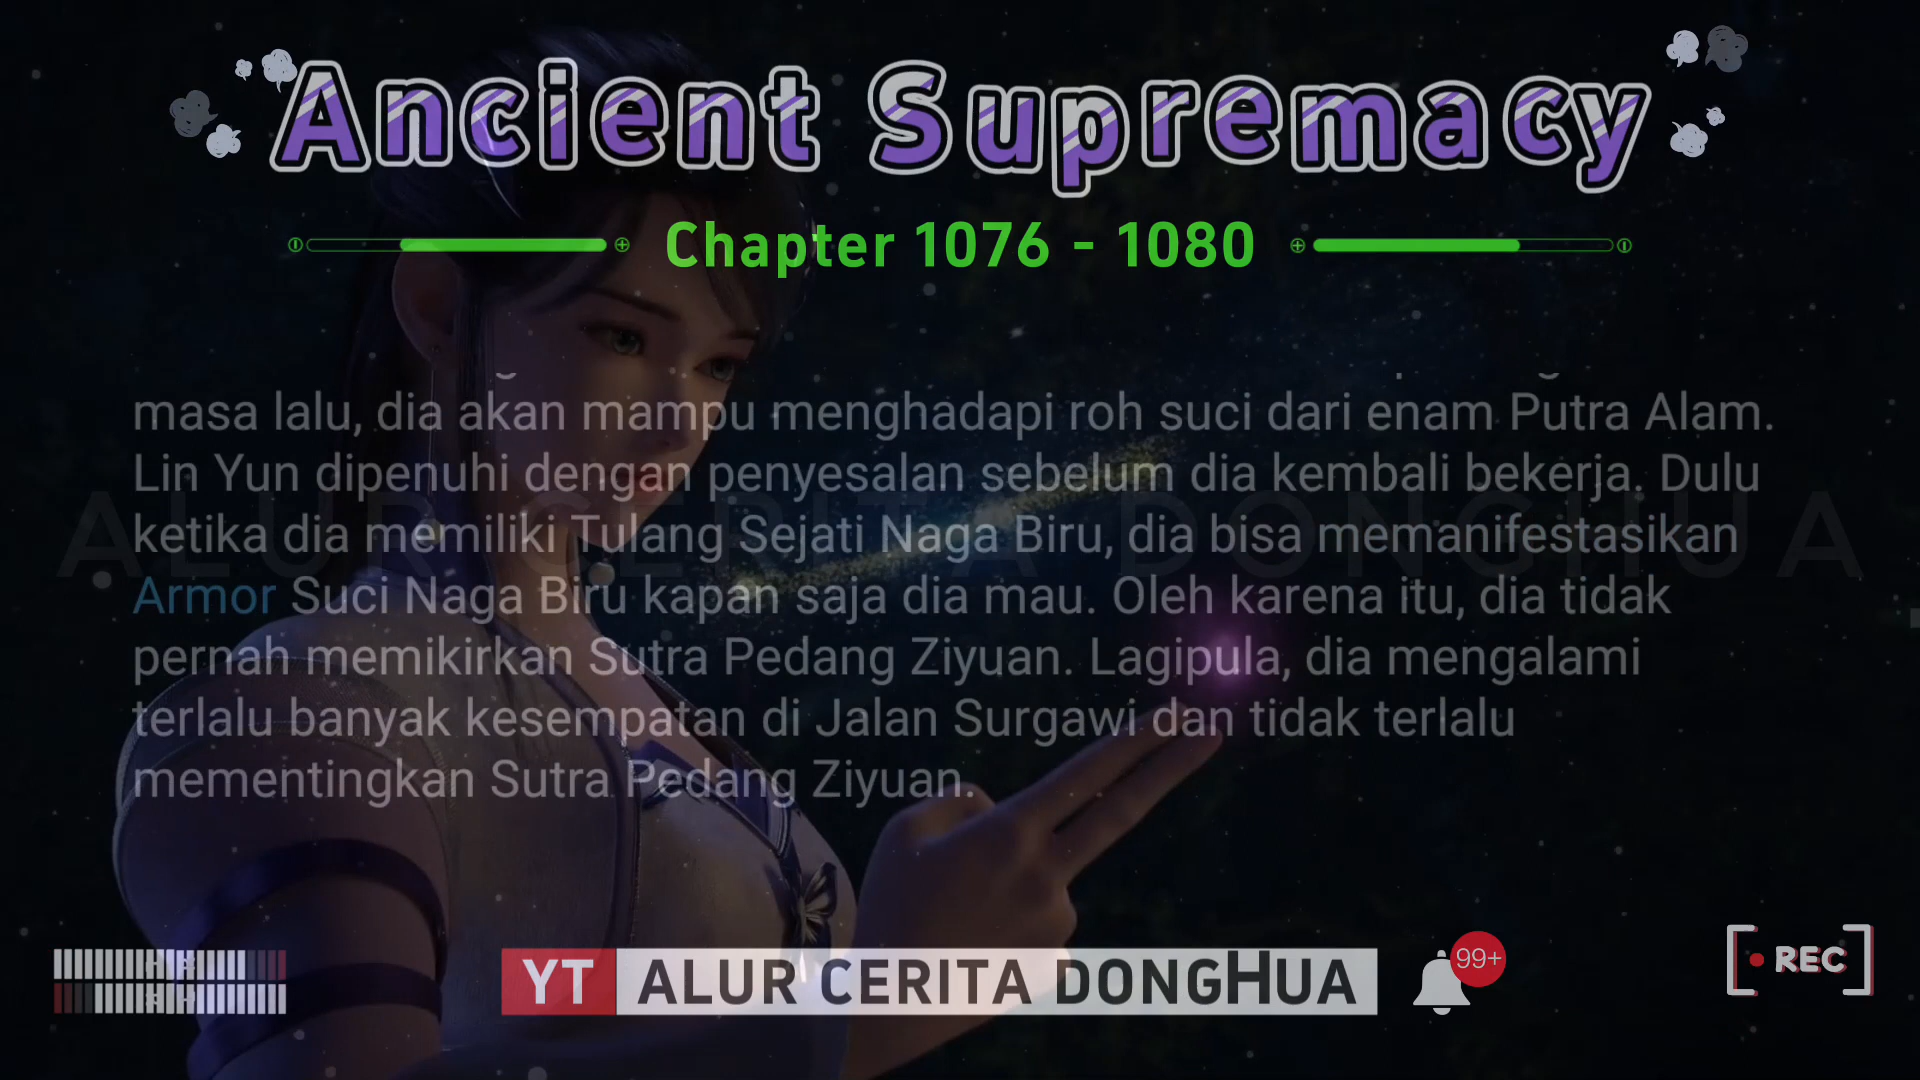 Ancient Supremacy
Chapter 1076 - 1080
masa lalu, dia akan mampu menghadapi roh suci dari enam Putra Alam.
Lin Yun dipenuhi dengan penyesalan sebelum dia kembali bekerja. Dulu
ketika dia memiliki Tulang Sejati Naga Biru, dia bisa memanifestasikan
Armor Suci Naga Biru kapan saja dia mau. Oleh karena itu, dia tidak
pernah memikirkan Sutra Pedang Ziyuan. Lagipula, dia mengalami
terlalu banyak kesempatan di Jalan Surgawi dan tidak terlalu
mementingkan Sutra Pedang Ziyuan.
ALUR CERITA DONGHUA
YT ALUR CERITA DONGHUA
99+
REC